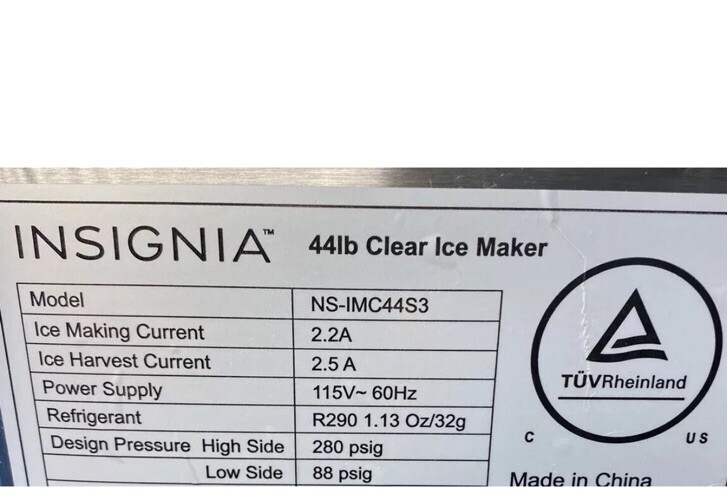 INSIGNIA™ 44lb Clear Ice Maker
Model NS-IMC44S3
Ice Making Current 2.2A
Ice Harvest Current 2.5 A
Power Supply 115V~ 60Hz
Refrigerant R290 1.13 Oz/32g
Design Pressure High Side 280 psig
Low Side 88 psig
TÜVRheinland
C US
Made in China